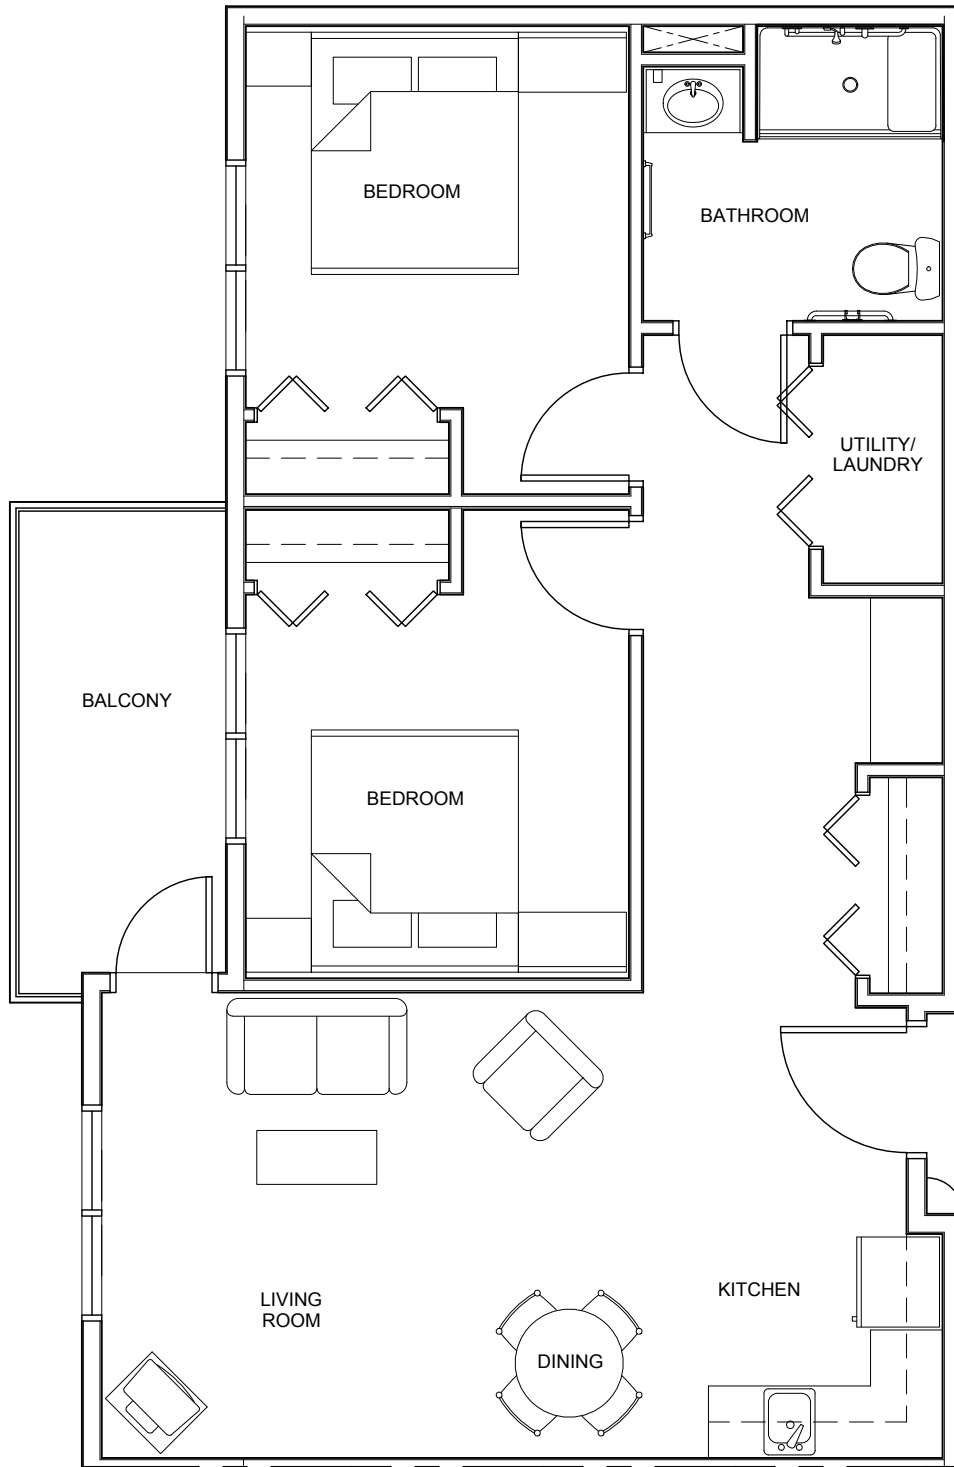 BEDROOM
BATHROOM
UTILITY/
LAUNDRY
BALCONY
BEDROOM
LIVING
ROOM
KITCHEN
DINING